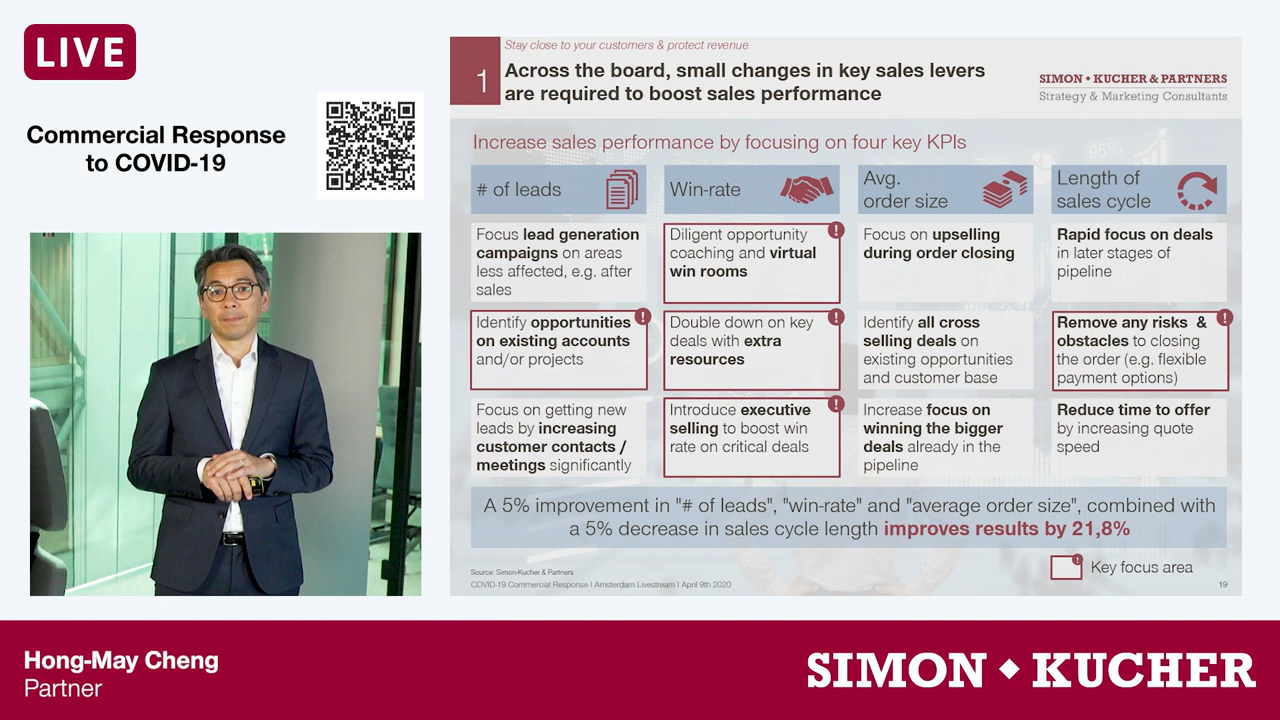 LIVE
Commercial Response
to COVID-19
Stay close to your customers & protect revenue
1
Across the board, small changes in key sales levers
are required to boost sales performance
SIMON • KUCHER & PARTNERS
Strategy & Marketing Consultants
Increase sales performance by focusing on four key KPIs
95%
# of leads
Win-rate
Avg.
order size
Length of
sales cycle
Focus lead generation
campaigns on areas
less affected, e.g. after
sales
Diligent opportunity
coaching and virtual
win rooms
Focus on upselling
during order closing
Rapid focus on deals
in later stages of
pipeline
Identify opportunities
on existing accounts
and/or projects
Double down on key
deals with extra
resources
Identify all cross
selling deals on
existing opportunities
and customer base
Remove any risks &
obstacles to closing
the order (e.g. flexible
payment options)
Focus on getting new
leads by increasing
customer contacts /
meetings significantly
Introduce executive
selling to boost win
rate on critical deals
Increase focus on
winning the bigger
deals already in the
pipeline
Reduce time to offer
by increasing quote
speed
A 5% improvement in "# of leads", "win-rate" and "average order size", combined with
a 5% decrease in sales cycle length improves results by 21,8%
Key focus area
Source: Simon-Kucher & Partners
COVID-19 Commercial Response I Amsterdam Livestream I April 9th 2020
19
Hong-May Cheng
Partner
SIMON ◆ KUCHER